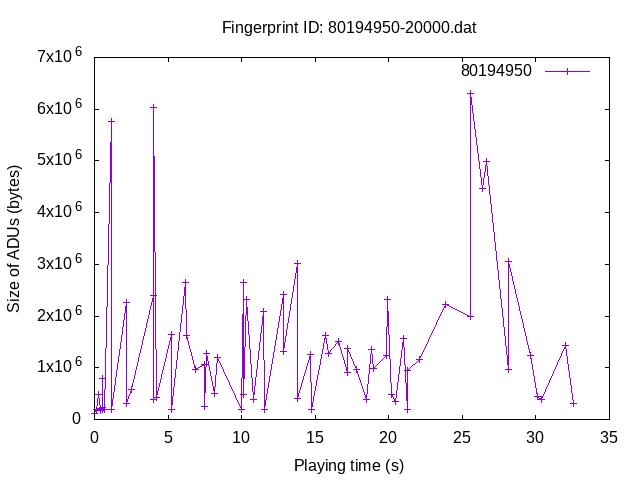 Fingerprint ID: 80194950-20000.dat
80194950
7x10^6
6x10^6
5x10^6
4x10^6
3x10^6
2x10^6
1x10^6
0
Size of ADUs (bytes)
0 5 10 15 20 25 30 35
Playing time (s)